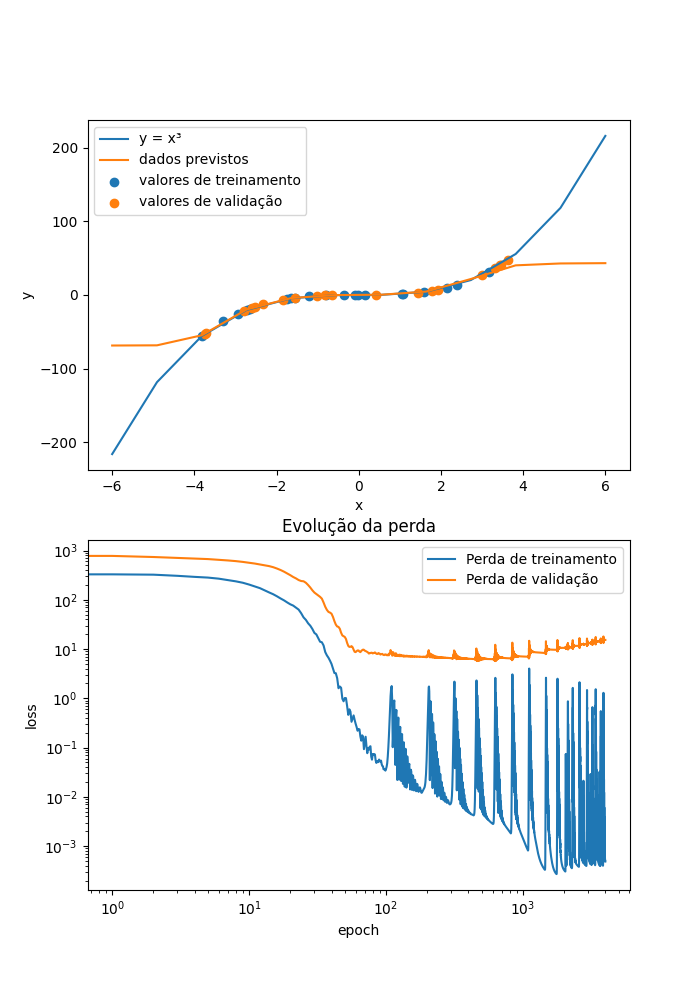 y = x³
dados previstos
valores de treinamento
valores de validação
200
100
0
−100
−200
y
−6 −4 −2 0 2 4 6
x
Evolução da perda
Perda de treinamento
Perda de validação
10³
10²
10¹
10⁰
10⁻¹
10⁻²
10⁻³
loss
10⁰ 10¹ 10² 10³
epoch